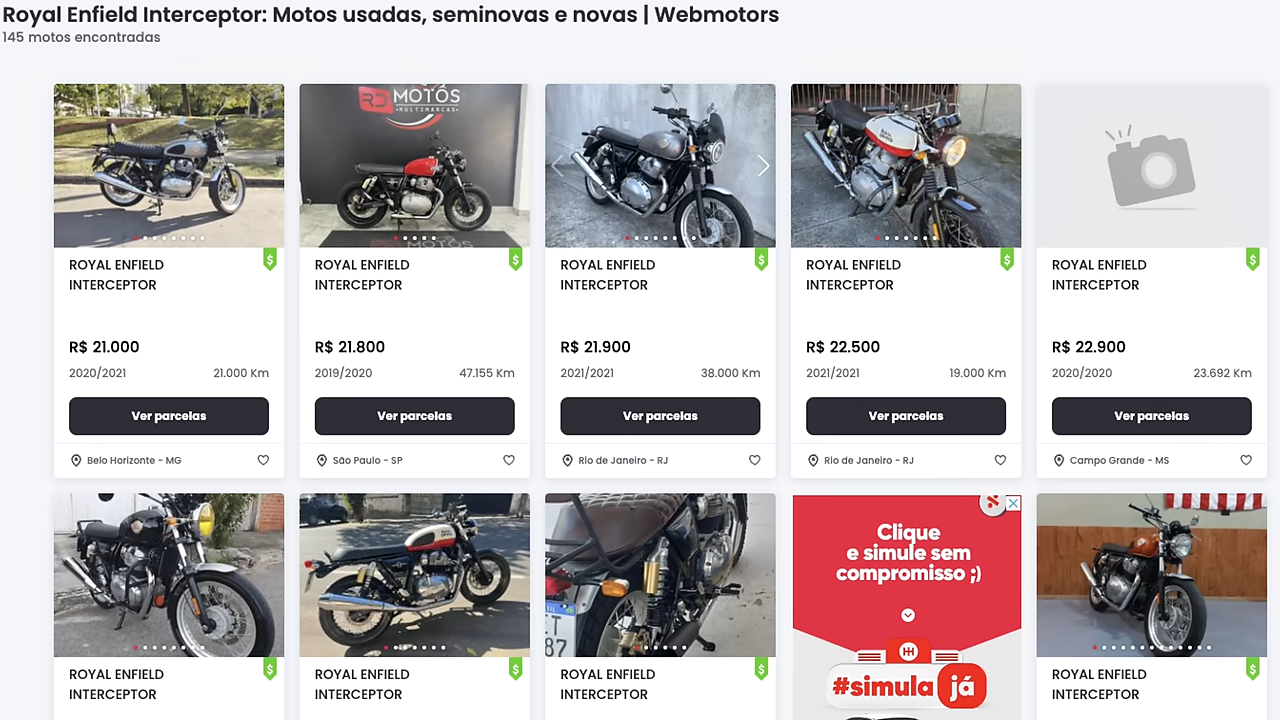 Royal Enfield Interceptor: Motos usadas, seminovas e novas | Webmotors
145 motos encontradas
RD MOTÓS
MULTIMARCAS
ROYAL ENFIELD
INTERCEPTOR
R$ 21.000
2020/2021 21.000 Km
Ver parcelas
Belo Horizonte - MG
ROYAL ENFIELD
INTERCEPTOR
R$ 21.800
2019/2020 47.155 Km
Ver parcelas
São Paulo - SP
ROYAL ENFIELD
INTERCEPTOR
R$ 21.900
2021/2021 38.000 Km
Ver parcelas
Rio de Janeiro - RJ
ROYAL ENFIELD
INTERCEPTOR
R$ 22.500
2021/2021 19.000 Km
Ver parcelas
Rio de Janeiro - RJ
ROYAL ENFIELD
INTERCEPTOR
R$ 22.900
2020/2020 23.692 Km
Ver parcelas
Campo Grande - MS
ROYAL ENFIELD
INTERCEPTOR
ROYAL ENFIELD
INTERCEPTOR
87
ROYAL ENFIELD
INTERCEPTOR
Clique
e simule sem
compromisso ;)
#simula já
ROYAL ENFIELD
INTERCEPTOR